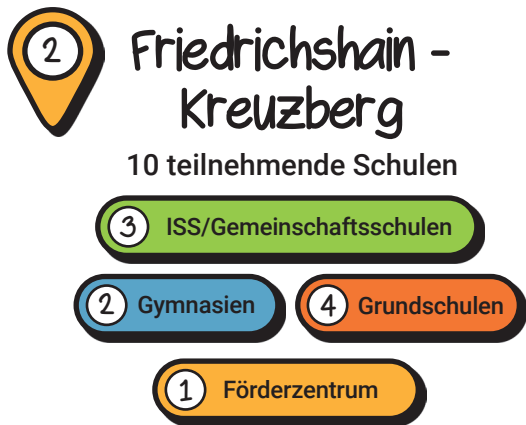 2
Friedrichshain -
Kreuzberg
10 teilnehmende Schulen
3 ISS/Gemeinschaftsschulen
2 Gymnasien
4 Grundschulen
1 Förderzentrum